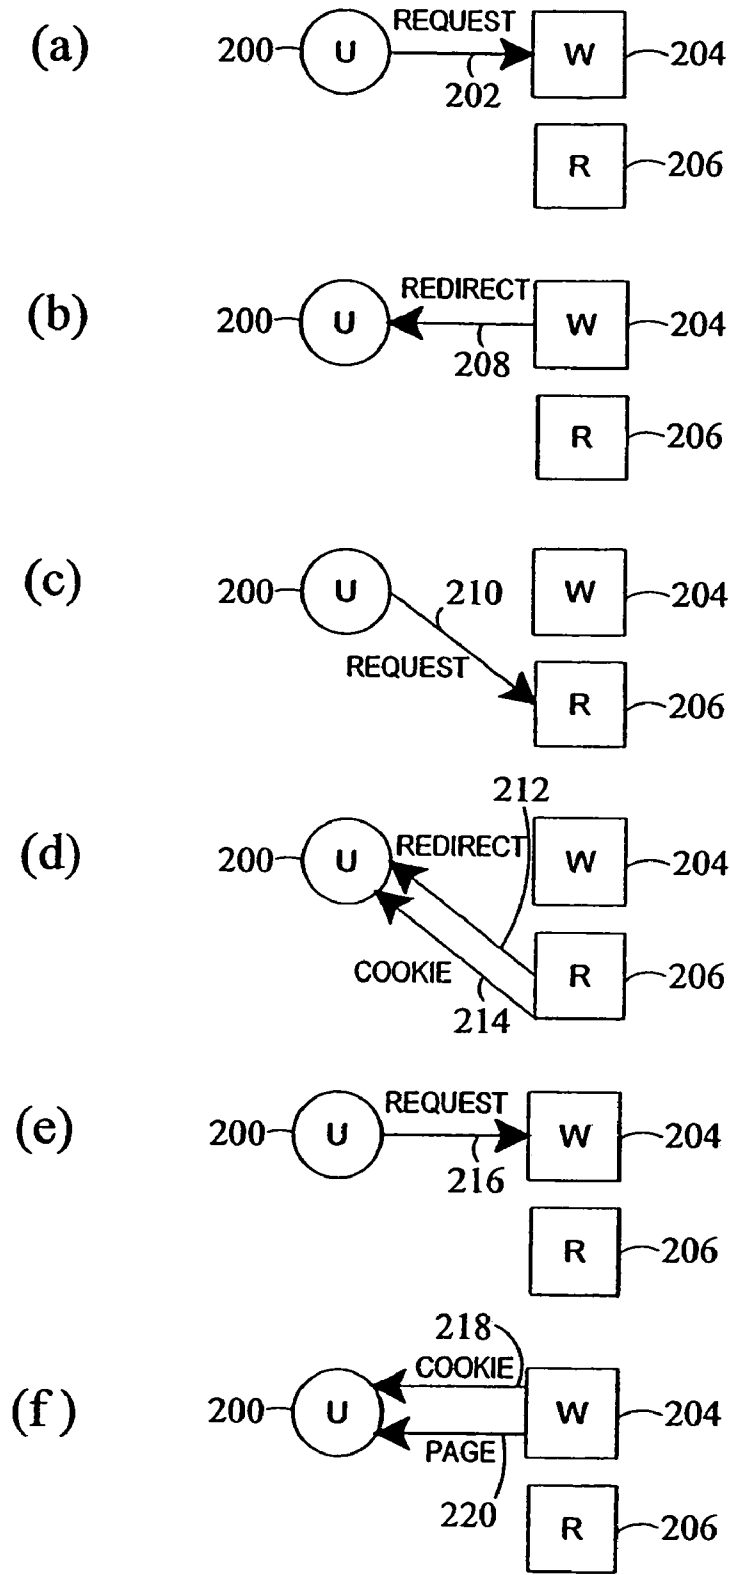 (a)
REQUEST
200 U W 204
202
R 206
(b)
REDIRECT
200 U W 204
208
R 206
(c)
200 U 210 W 204
REQUEST
R 206
212
(d)
200 U REDIRECT W 204
COOKIE R 206
214
(e)
REQUEST
200 U W 204
216
R 206
218
COOKIE
(f)
200 U W 204
PAGE
220
R 206